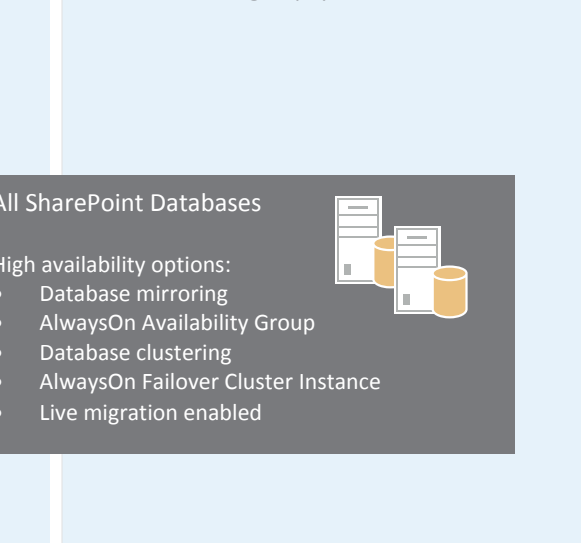 All SharePoint Databases
High availability options:
• Database mirroring
• AlwaysOn Availability Group
• Database clustering
• AlwaysOn Failover Cluster Instance
• Live migration enabled